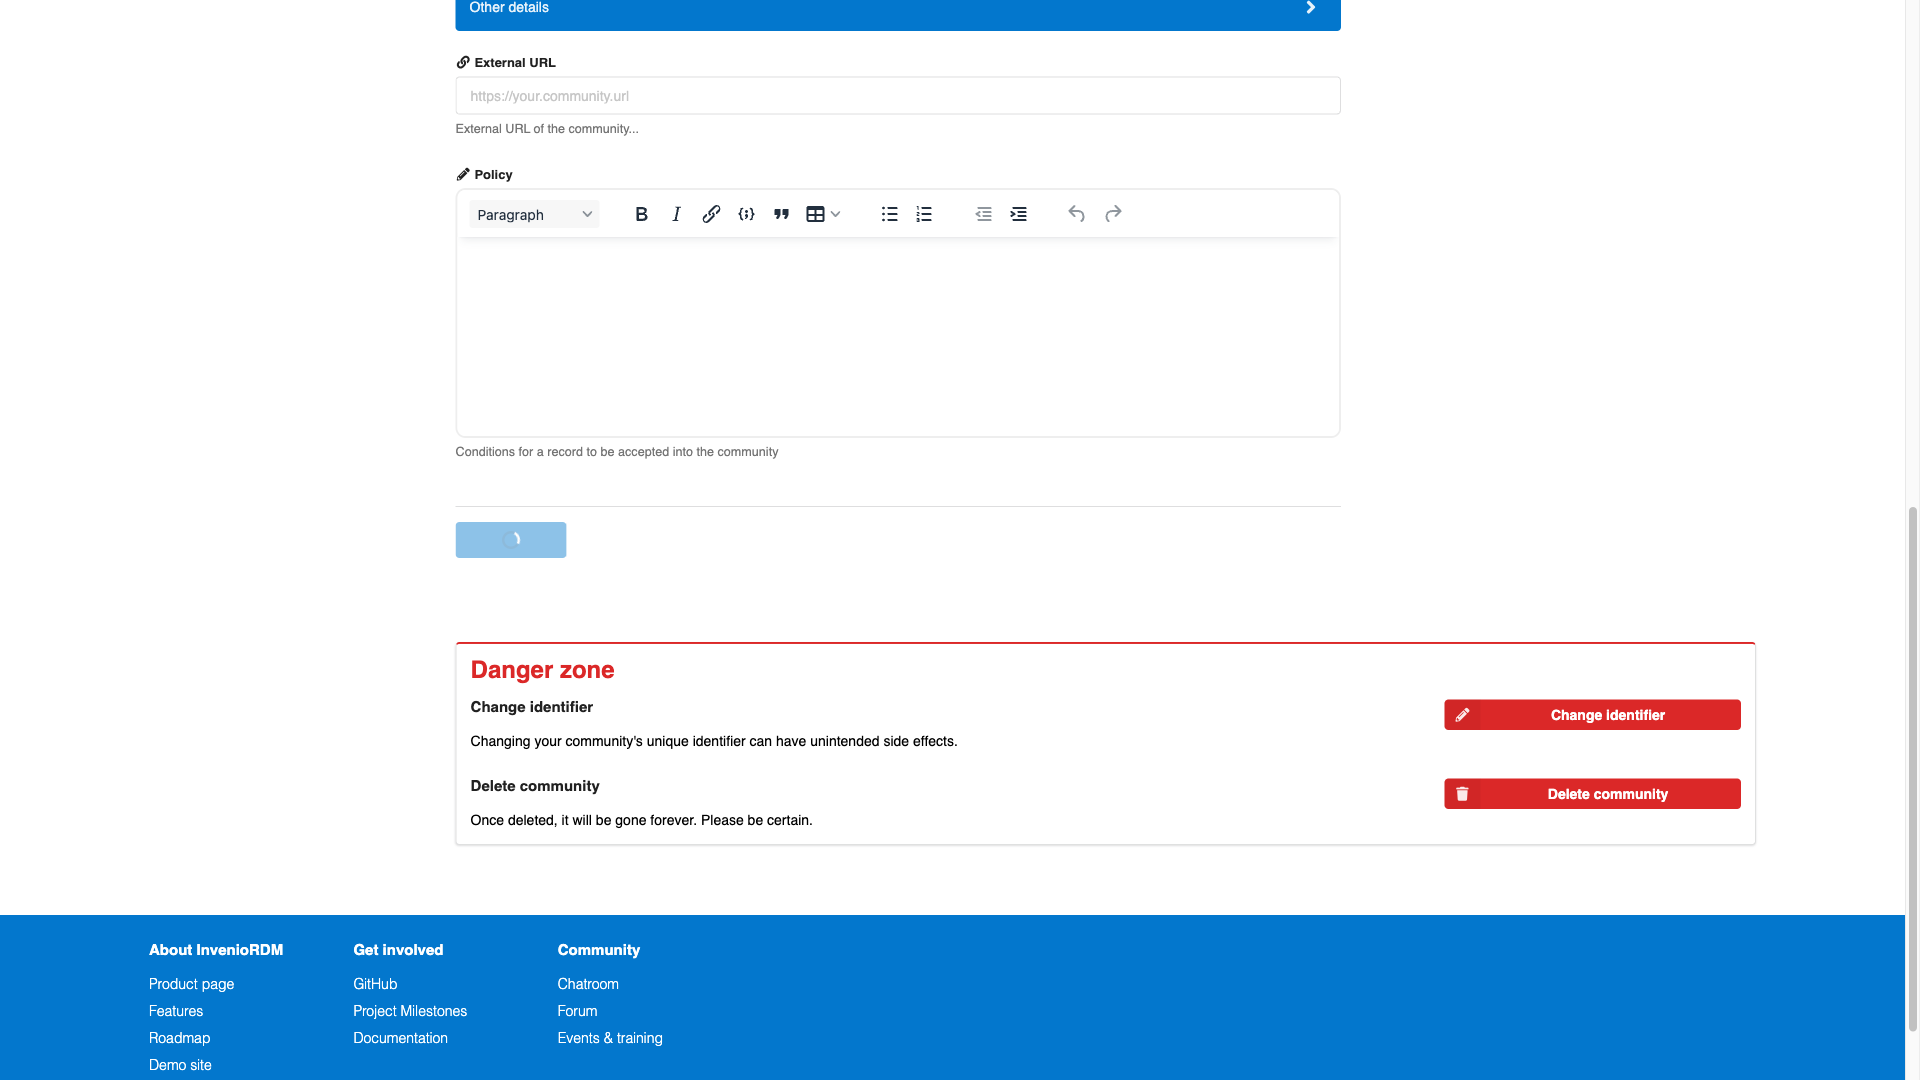 Other details
External URL
https://your.community.url
External URL of the community...
Policy
Paragraph
Conditions for a record to be accepted into the community
Danger zone
Change identifier
Change identifier
Changing your community's unique identifier can have unintended side effects.
Delete community
Delete community
Once deleted, it will be gone forever. Please be certain.
About InvenioRDM
Product page
Features
Roadmap
Demo site
Get involved
GitHub
Project Milestones
Documentation
Community
Chatroom
Forum
Events & training